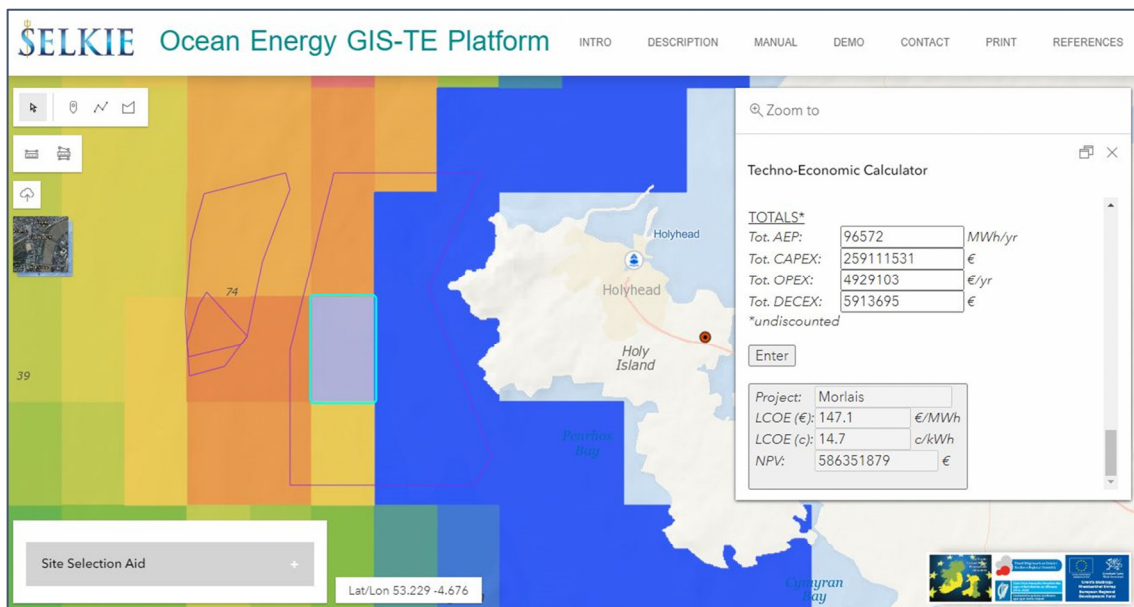 SELKIE Ocean Energy GIS-TE Platform INTRO DESCRIPTION MANUAL DEMO CONTACT PRINT REFERENCES
Zoom to
Techno-Economic Calculator
TOTALS*
Tot. AEP: 96572 MWh/yr
Tot. CAPEX: 259111531 €
Tot. OPEX: 4929103 €/yr
Tot. DECEX: 5913695 €
*undiscounted
Enter
Project: Morlais
LCOE (€): 147.1 €/MWh
LCOE (c): 14.7 c/kWh
NPV: 586351879 €
Holyhead
Holyhead
74
Holy
Island
39
Penrhos
Bay
Site Selection Aid +
Lat/Lon 53.229 -4.676
Cymyran
Bay